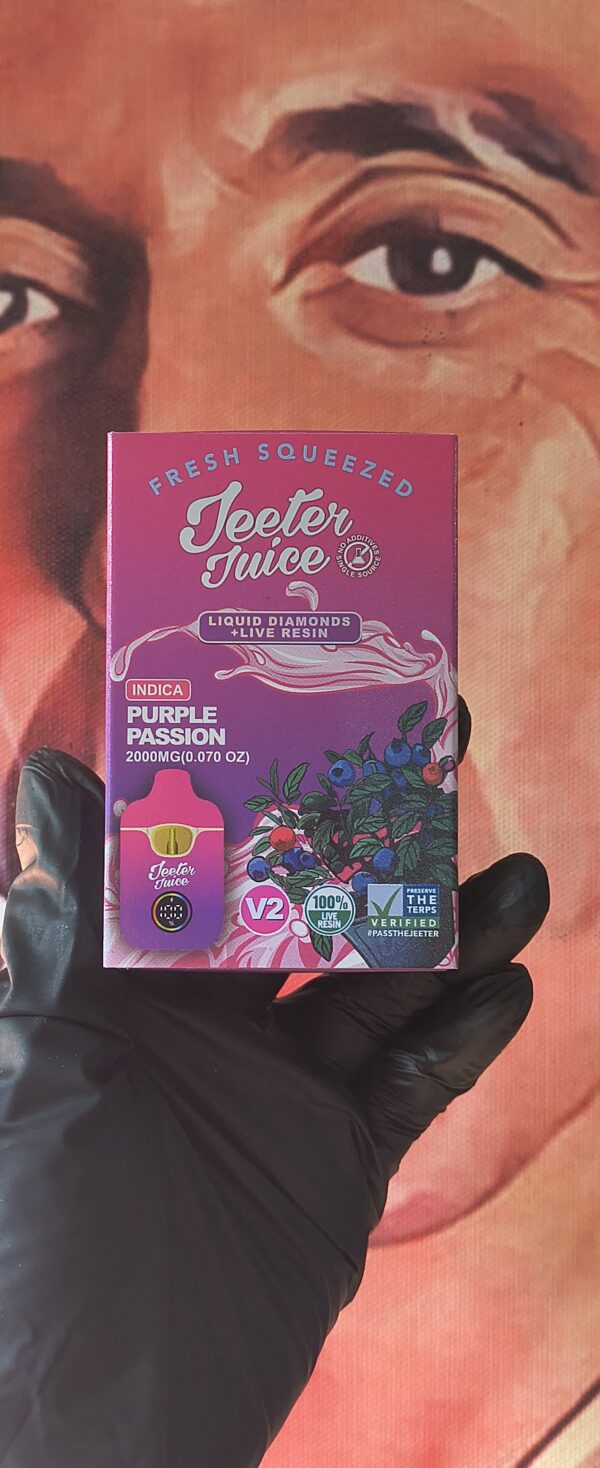 FRESH SQUEEZED
Jeeter
Juice
NO ADDITIVES
SINGLE SOURCE
LIQUID DIAMONDS
+LIVE RESIN
INDICA
PURPLE
PASSION
2000MG(0.070 OZ)
Jeeter
Juice
V2
100%
LIVE
RESIN
PRESERVE
THE
TERPS
VERIFIED
#PASSTHEJEETER